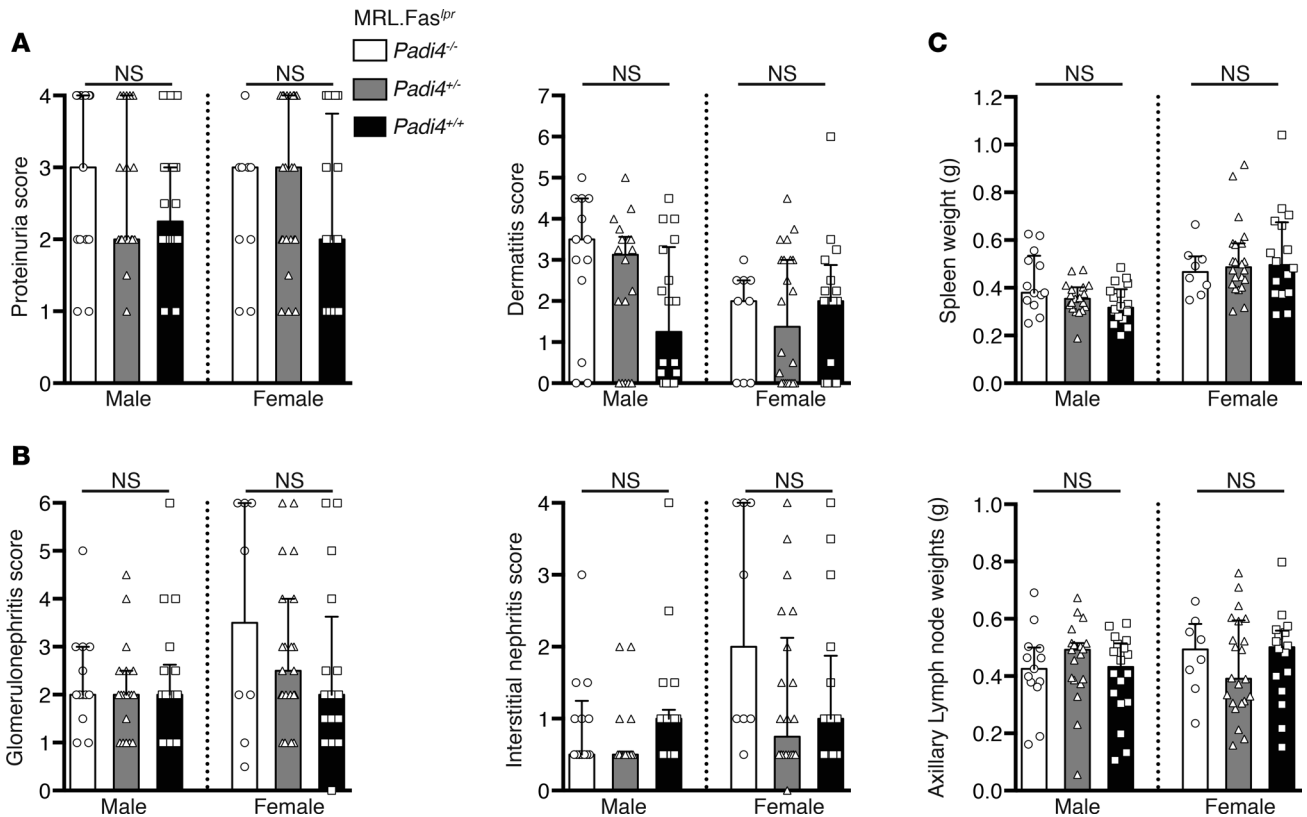 A
MRL.Fas^lpr
Padi4^-/-
Padi4^+/-
Padi4^+/+
NS
NS
Proteinuria score
4
3
2
1
0
Male
Female
NS
NS
Dermatitis score
7
6
5
4
3
2
1
0
Male
Female
C
NS
NS
Spleen weight (g)
1.2
1.0
0.8
0.6
0.4
0.2
0.0
Male
Female
B
NS
NS
Glomerulonephritis score
6
5
4
3
2
1
0
Male
Female
NS
NS
Interstitial nephritis score
4
3
2
1
0
Male
Female
NS
NS
Axillary Lymph node weights (g)
1.0
0.8
0.6
0.4
0.2
0.0
Male
Female